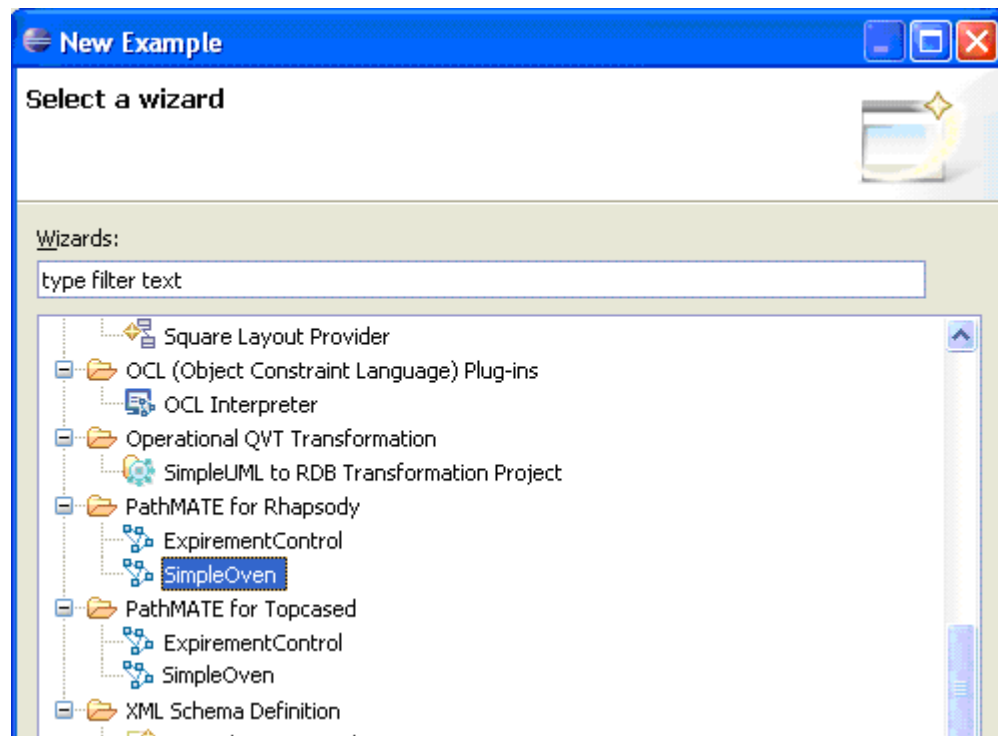 New Example
Select a wizard
Wizards:
type filter text
Square Layout Provider
OCL (Object Constraint Language) Plug-ins
OCL Interpreter
Operational QVT Transformation
SimpleUML to RDB Transformation Project
PathMATE for Rhapsody
ExpirementControl
SimpleOven
PathMATE for Topcased
ExpirementControl
SimpleOven
XML Schema Definition